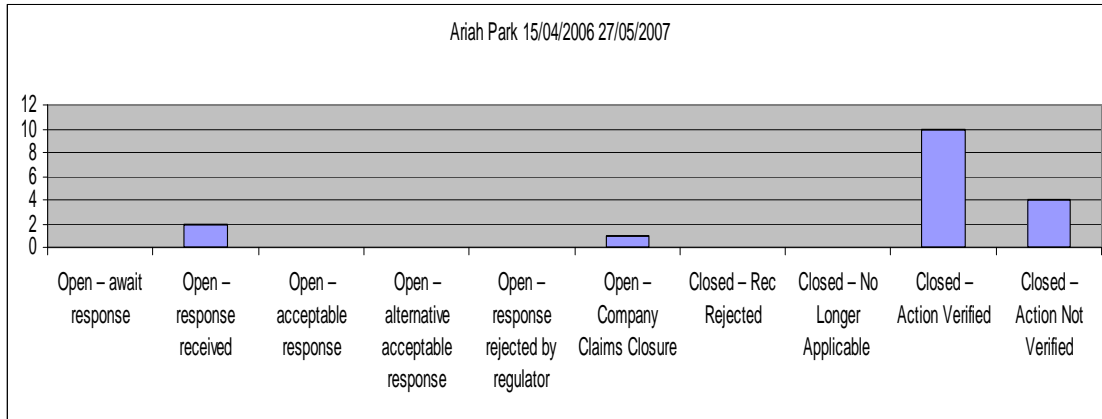 Ariah Park 15/04/2006 27/05/2007
12
10
8
6
4
2
0
Open – await
response
Open –
response
received
Open –
acceptable
response
Open –
alternative
acceptable
response
Open –
response
rejected by
regulator
Open –
Company
Claims Closure
Closed – Rec
Rejected
Closed – No
Longer
Applicable
Closed –
Action Verified
Closed –
Action Not
Verified